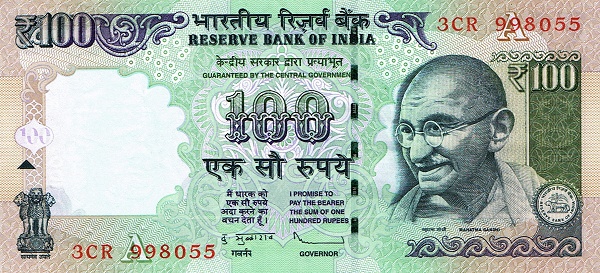 ₹100
भारतीय रिज़र्व बैंक
RESERVE BANK OF INDIA
3CR 998055
A
केन्द्रीय सरकार द्वारा प्रत्याभूत
GUARANTEED BY THE CENTRAL GOVERNMENT
₹100
100
100
एक सौ रुपये
मैं धारक को
एक सौ रुपये
अदा करने का
वचन देता हूँ ।
I PROMISE TO
PAY THE BEARER
THE SUM OF ONE
HUNDRED RUPEES
गवर्नर
GOVERNOR
महात्मा गांधी
MAHATMA GANDHI
सत्यमेव जयते
3CR 998055
A